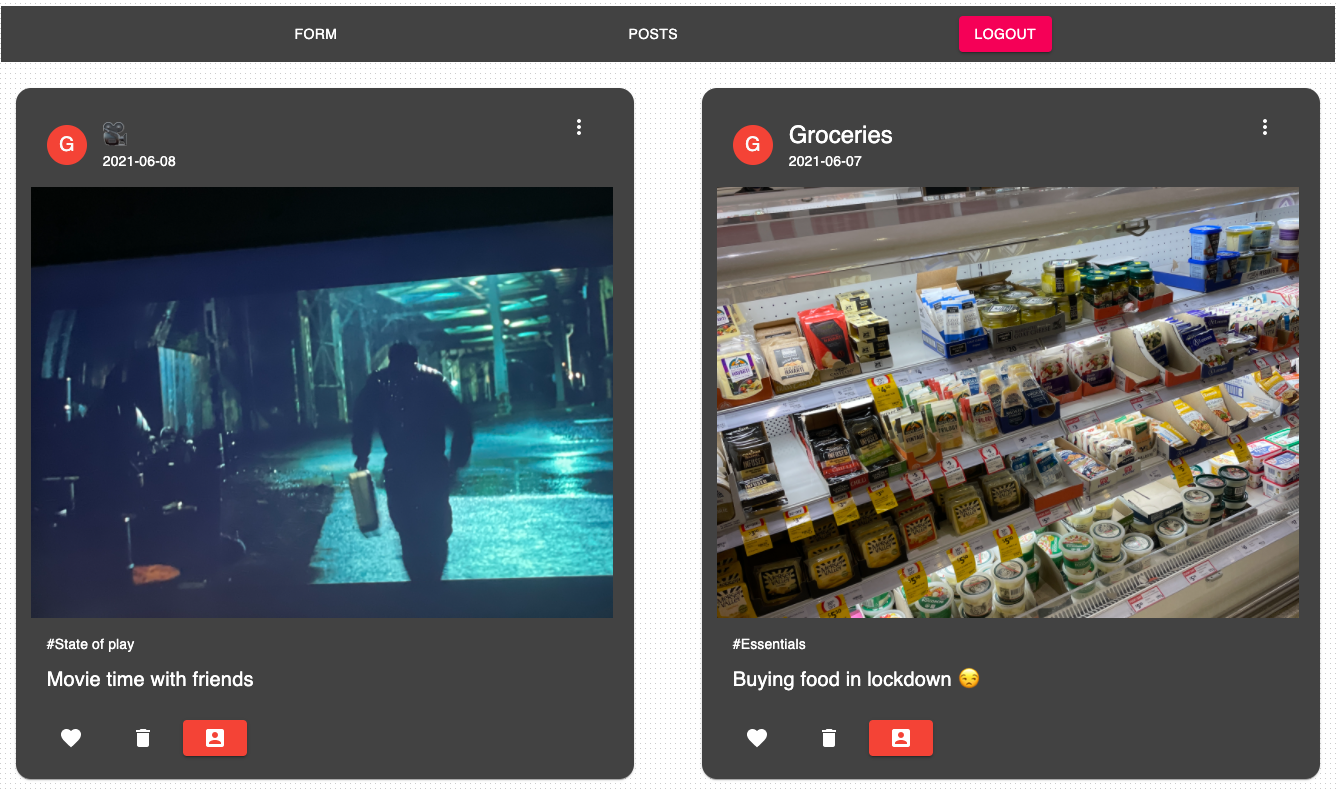 FORM
POSTS
LOGOUT
G
🎥
2021-06-08
#State of play
Movie time with friends
G
Groceries
2021-06-07
#Essentials
Buying food in lockdown 😒